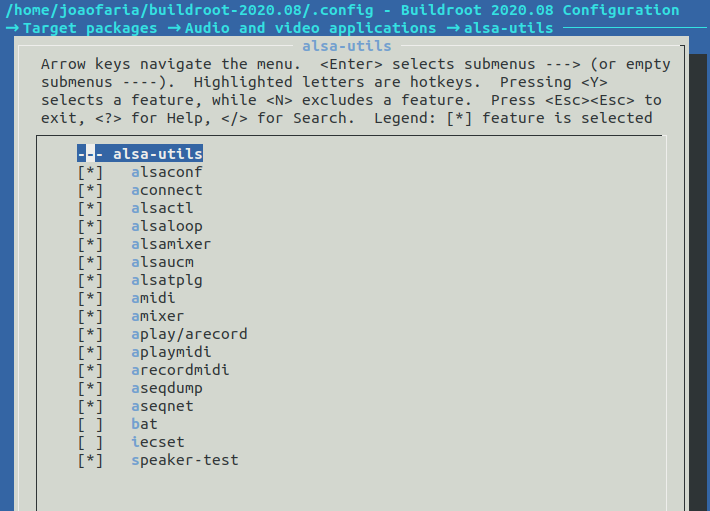 /home/joaofaria/buildroot-2020.08/.config - Buildroot 2020.08 Configuration
→Target packages →Audio and video applications →alsa-utils
alsa-utils
Arrow keys navigate the menu.  <Enter> selects submenus ---> (or empty
submenus ----).  Highlighted letters are hotkeys.  Pressing <Y>
selects a feature, while <N> excludes a feature.  Press <Esc><Esc> to
exit, <?> for Help, </> for Search.  Legend: [*] feature is selected
--- alsa-utils
[*]   alsaconf
[*]   aconnect
[*]   alsactl
[*]   alsaloop
[*]   alsamixer
[*]   alsaucm
[*]   alsatplg
[*]   amidi
[*]   amixer
[*]   aplay/arecord
[*]   aplaymidi
[*]   arecordmidi
[*]   aseqdump
[*]   aseqnet
[ ]   bat
[ ]   iecset
[*]   speaker-test